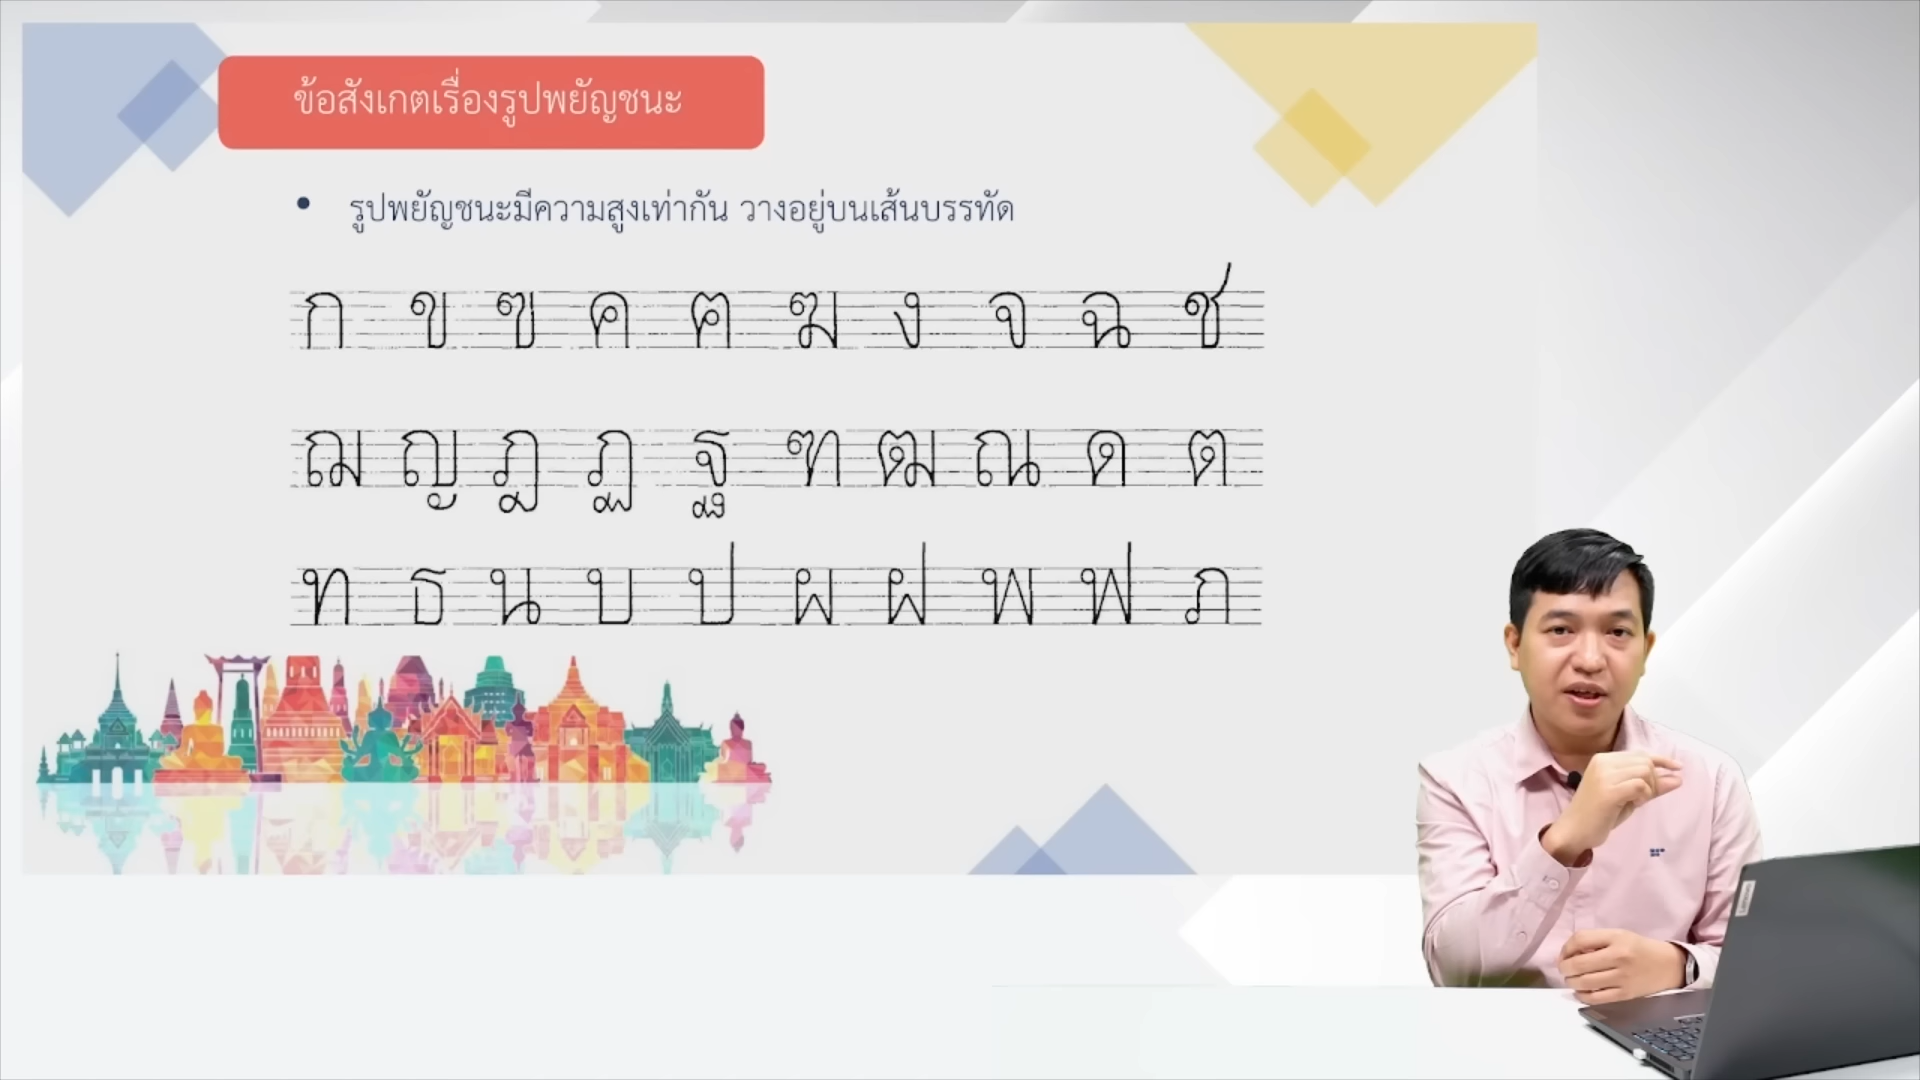 ข้อสังเกตเรื่องรูปพยัญชนะ
• รูปพยัญชนะมีความสูงเท่ากัน วางอยู่บนเส้นบรรทัด
ก ข ฃ ค ฅ ฆ ง จ ฉ ช
ฌ ญ ฎ ฏ ฐ ฑ ฒ ณ ด ต
ท ธ น บ ป ผ ฝ พ ฟ ภ